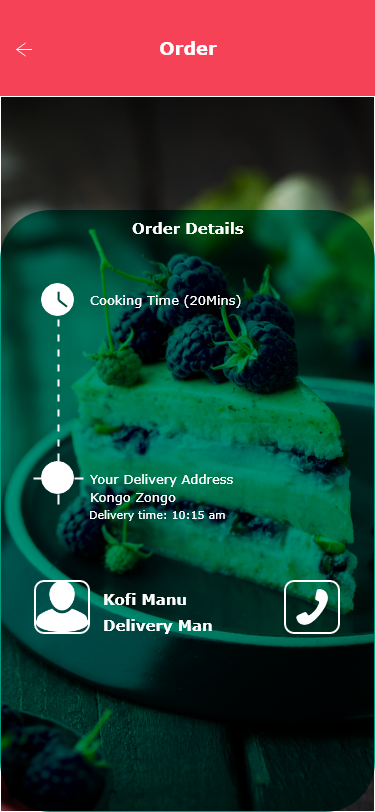 Order
Order Details
Cooking Time (20Mins)
Your Delivery Address
Kongo Zongo
Delivery time: 10:15 am
Kofi Manu
Delivery Man